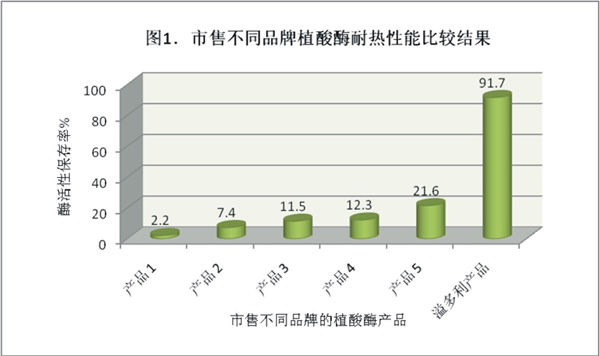 图1．市售不同品牌植酸酶耐热性能比较结果
酶活性保存率%
100
80
60
40
20
0
2.2
7.4
11.5
12.3
21.6
91.7
产品1
产品2
产品3
产品4
产品5
溢多利产品
市售不同品牌的植酸酶产品